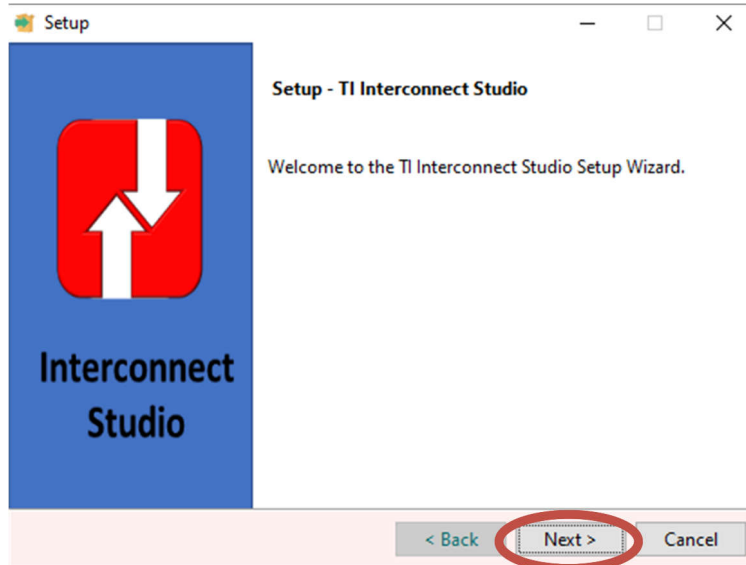 Setup
Setup - TI Interconnect Studio
Welcome to the TI Interconnect Studio Setup Wizard.
Interconnect
Studio
< Back Next > Cancel